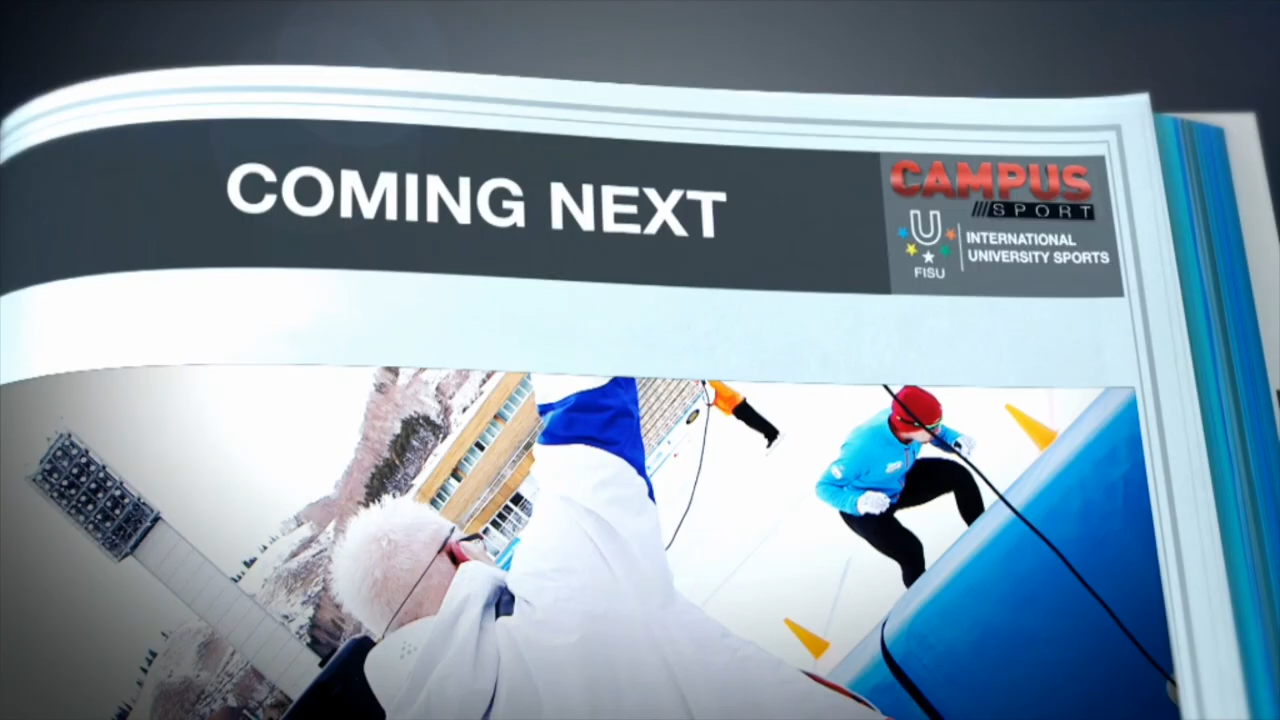 COMING NEXT
CAMPUS
///SPORT
FISU
INTERNATIONAL
UNIVERSITY SPORTS